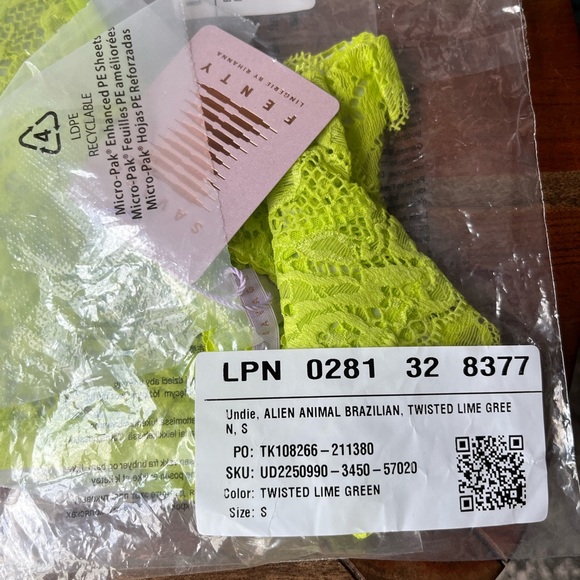 LDPE
RECYCLABLE
Micro-Pak® Enhanced PE Sheets
Micro-Pak® Feuilles PE améliorées
Micro-Pak® Hojas PE Reforzadas
4
SAV
FENTY
LINGERIE BY RIHANNA
LPN 0281 32 8377
Undie, ALIEN ANIMAL BRAZILIAN, TWISTED LIME GREE
N, S
PO: TK108266-211380
SKU: UD2250990-3450-57020
Color: TWISTED LIME GREEN
Size: S